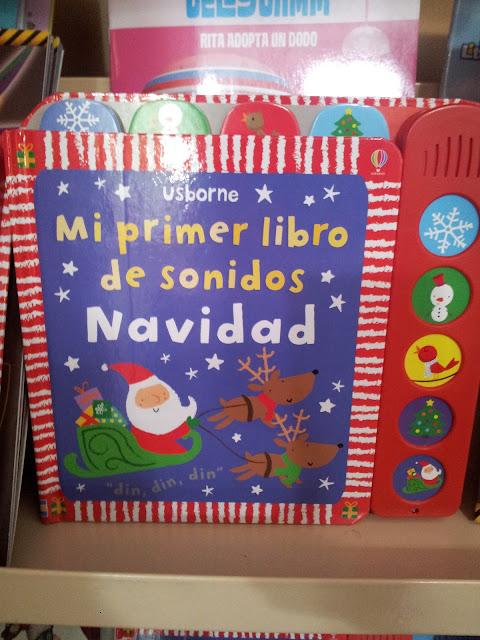 RITA ADOPTA UN DODO
USBORNE
Mi primer libro
de sonidos
Navidad
"din, din, din"